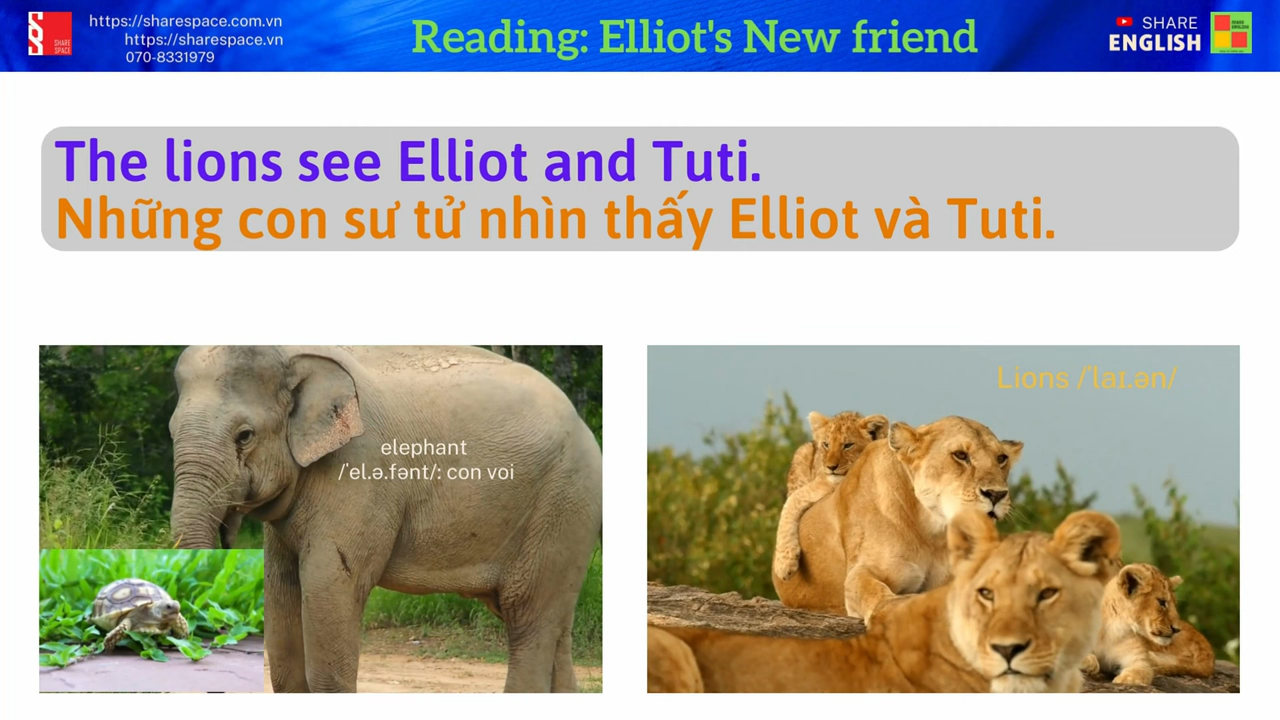 https://sharespace.com.vn
https://sharespace.vn
070-8331979
SHARE
SPACE
Reading: Elliot's New friend
SHARE
ENGLISH
The lions see Elliot and Tuti.
Những con sư tử nhìn thấy Elliot và Tuti.
elephant
/ˈel.ə.fənt/: con voi
Lions /ˈlaɪ.ən/